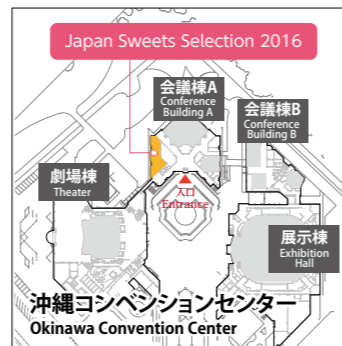 Japan Sweets Selection 2016
会議棟A
Conference
Building A
会議棟B
Conference
Building B
劇場棟
Theater
入口
Entrance
展示棟
Exhibition
Hall
沖縄コンベンションセンター
Okinawa Convention Center